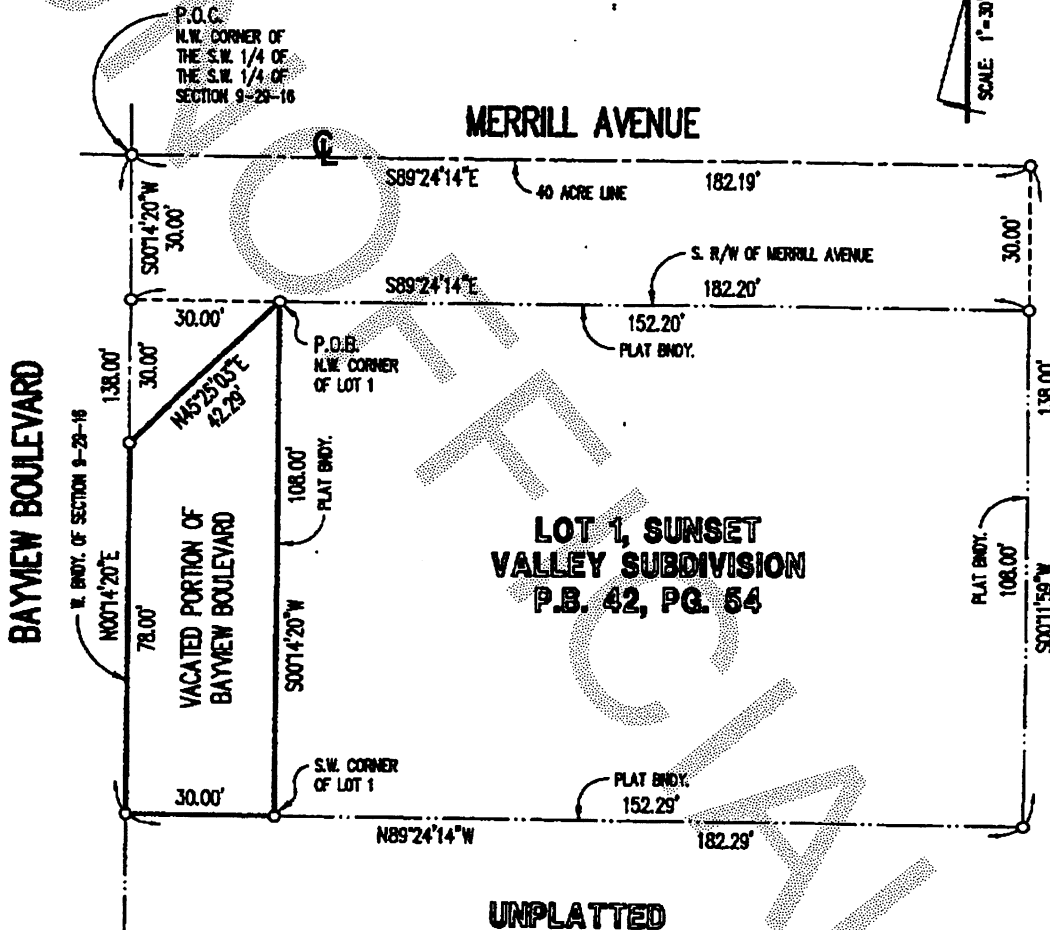 P.O.C.
N.W. CORNER OF
THE S.W. 1/4 OF
THE S.W. 1/4 OF
SECTION 9-29-16
SCALE: 1"=30
MERRILL AVENUE
℄
S89°24'14"E
40 ACRE LINE
182.19'
S00°14'20"W
30.00'
30.00'
S. R/W OF MERRILL AVENUE
S89°24'14"E
182.20'
30.00'
152.20'
PLAT BNDY.
P.O.B.
N.W. CORNER
OF LOT 1
138.00'
30.00'
N45°25'03"E
42.29'
138.00'
BAYVIEW BOULEVARD
W. BNDY. OF SECTION 9-29-16
N00°14'20"E
78.00'
VACATED PORTION OF
BAYVIEW BOULEVARD
108.00'
PLAT BNDY.
S00°14'20"W
LOT 1, SUNSET
VALLEY SUBDIVISION
P.B. 42, PG. 54
PLAT BNDY.
108.00'
S00°11'59"W
S.W. CORNER
OF LOT 1
30.00'
PLAT BNDY.
152.29'
N89°24'14"W
182.29'
UNPLATTED